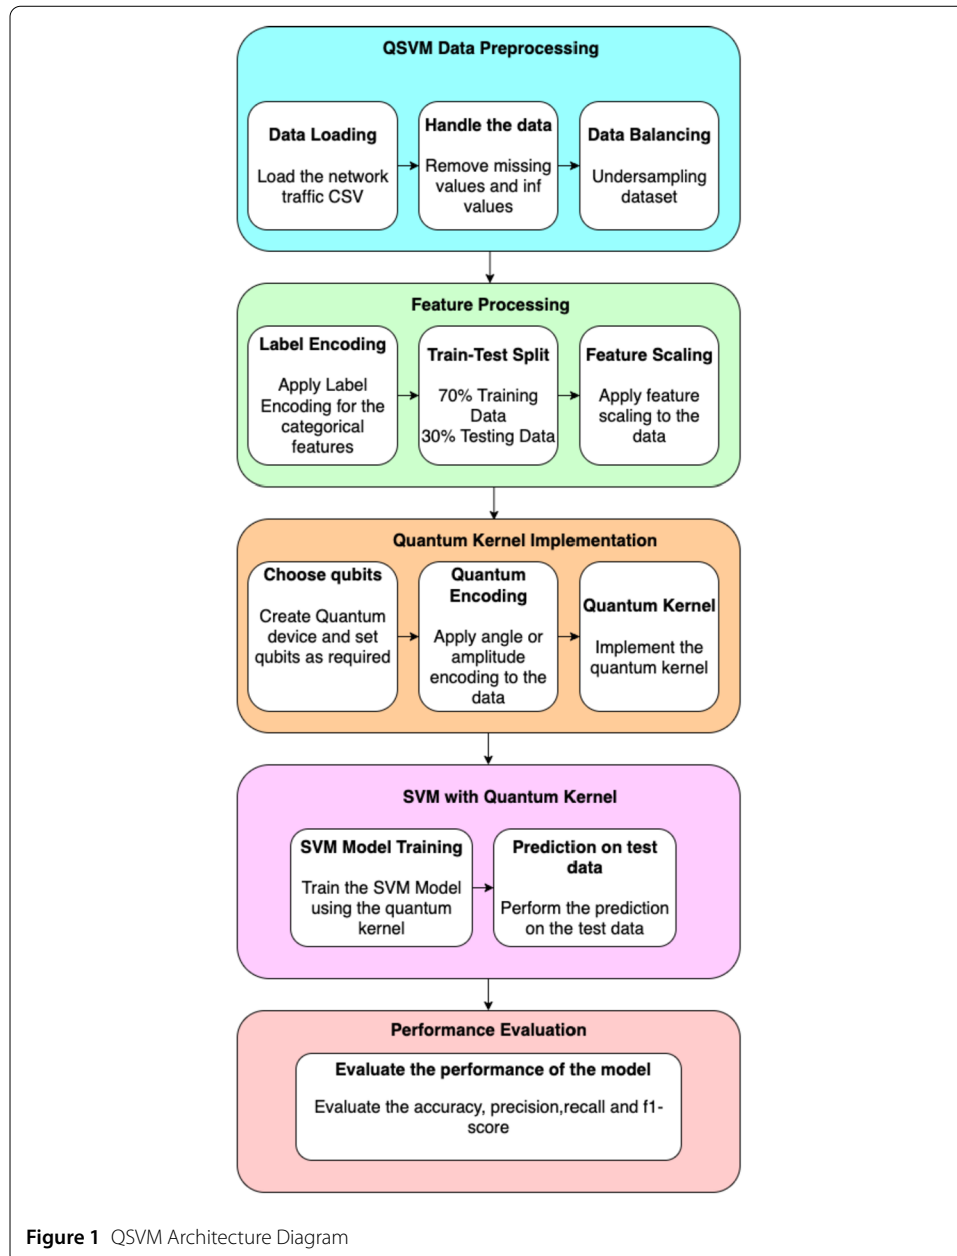 QSVM Data Preprocessing
Data Loading
Load the network
traffic CSV
Handle the data
Remove missing
values and inf
values
Data Balancing
Undersampling
dataset
Feature Processing
Label Encoding
Apply Label
Encoding for the
categorical
features
Train-Test Split
70% Training
Data
30% Testing Data
Feature Scaling
Apply feature
scaling to the
data
Quantum Kernel Implementation
Choose qubits
Create Quantum
device and set
qubits as required
Quantum
Encoding
Apply angle or
amplitude
encoding to the
data
Quantum Kernel
Implement the
quantum kernel
SVM with Quantum Kernel
SVM Model Training
Train the SVM Model
using the quantum
kernel
Prediction on test
data
Perform the prediction
on the test data
Performance Evaluation
Evaluate the performance of the model
Evaluate the accuracy, precision,recall and f1-
score
Figure 1 QSVM Architecture Diagram